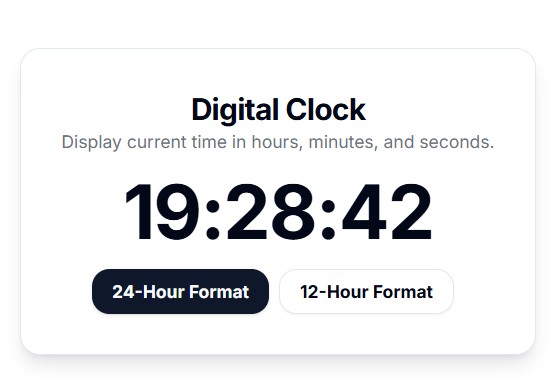 Digital Clock
Display current time in hours, minutes, and seconds.
19:28:42
24-Hour Format
12-Hour Format